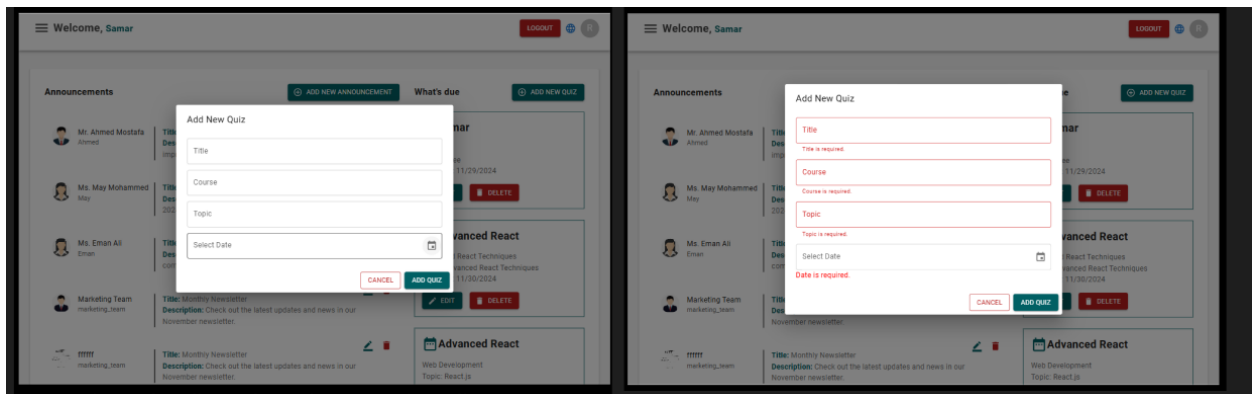 Welcome, Samar
LOGOUT
R
Announcements
ADD NEW ANNOUNCEMENT
What's due
ADD NEW QUIZ
Mr. Ahmed Mostafa
Ahmed
Ms. May Mohammed
May
Ms. Eman Ali
Eman
Marketing Team
marketing_team
Title: Monthly Newsletter
Description: Check out the latest updates and news in our
November newsletter.
ffffff
marketing_team
Title: Monthly Newsletter
Description: Check out the latest updates and news in our
November newsletter.
Add New Quiz
Title
Course
Topic
Select Date
CANCEL
ADD QUIZ
11/29/2024
DELETE
React Techniques
React Techniques
11/30/2024
EDIT
DELETE
Advanced React
Web Development
Topic: React js
Welcome, Samar
LOGOUT
R
Announcements
ADD NEW QUIZ
Mr. Ahmed Mostafa
Ahmed
Ms. May Mohammed
May
Ms. Eman Ali
Eman
Marketing Team
marketing_team
November newsletter.
ffffff
marketing_team
Title: Monthly Newsletter
Description: Check out the latest updates and news in our
November newsletter.
Add New Quiz
Title
Title is required.
Course
Course is required.
Topic
Topic is required.
Select Date
Date is required.
CANCEL
ADD QUIZ
11/29/2024
DELETE
React Techniques
React Techniques
11/30/2024
DELETE
Advanced React
Web Development
Topic: React js